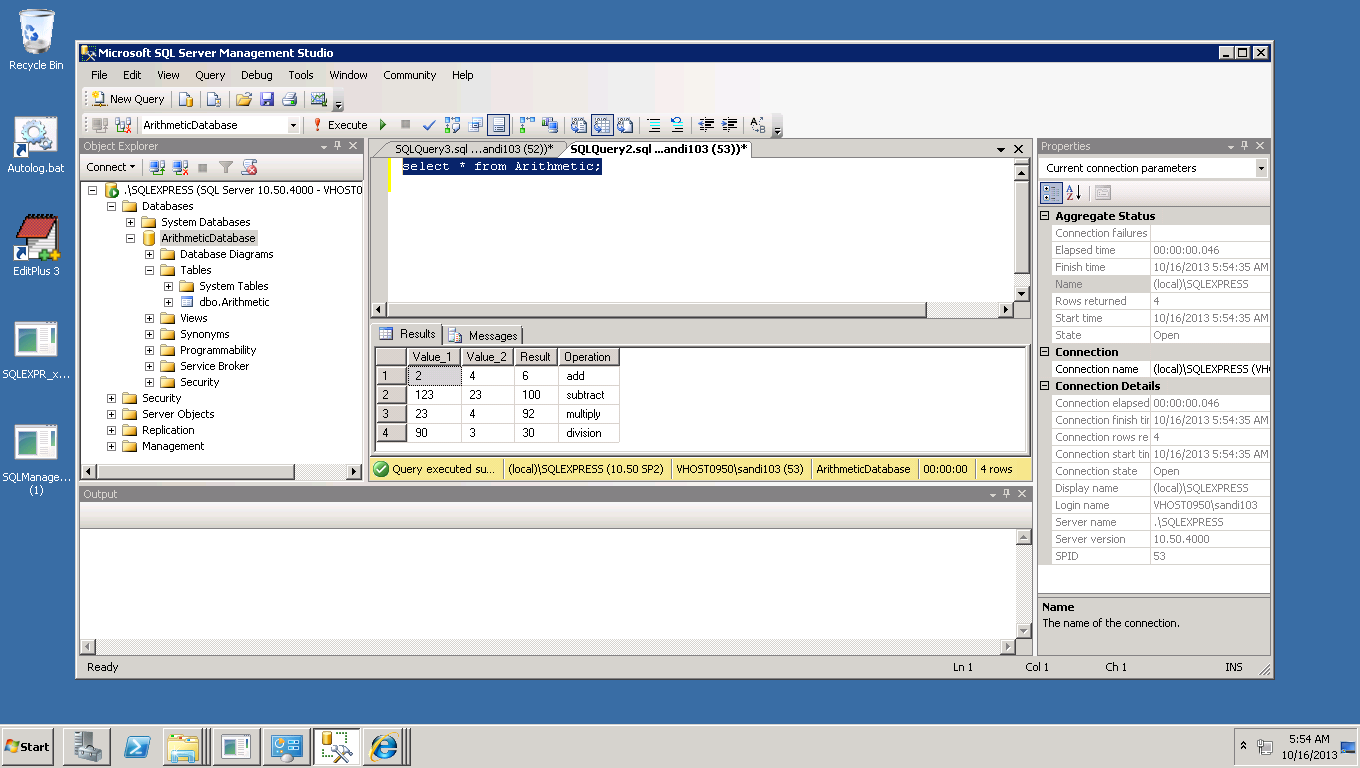 Recycle Bin
Autolog.bat
EditPlus 3
SQLEXPR_x...
SQLManage...
(1)
Microsoft SQL Server Management Studio
File Edit View Query Debug Tools Window Community Help
New Query
ArithmeticDatabase
Execute
Object Explorer
Connect
.\SQLEXPRESS (SQL Server 10.50.4000 - VHOST0
Databases
System Databases
ArithmeticDatabase
Database Diagrams
Tables
System Tables
dbo.Arithmetic
Views
Synonyms
Programmability
Service Broker
Security
Security
Server Objects
Replication
Management
SQLQuery3.sql ...andi103 (52))*
SQLQuery2.sql ...andi103 (53))*
select * from Arithmetic;
Results
Messages
Value_1 Value_2 Result Operation
1 2 4 6 add
2 123 23 100 subtract
3 23 4 92 multiply
4 90 3 30 division
Query executed su... (local)\SQLEXPRESS (10.50 SP2) VHOST0950\sandi103 (53) ArithmeticDatabase 00:00:00 4 rows
Output
Properties
Current connection parameters
Aggregate Status
Connection failures
Elapsed time 00:00:00.046
Finish time 10/16/2013 5:54:35 AM
Name (local)\SQLEXPRESS
Rows returned 4
Start time 10/16/2013 5:54:35 AM
State Open
Connection
Connection name (local)\SQLEXPRESS (VH
Connection Details
Connection elapsed 00:00:00.046
Connection finish tir 10/16/2013 5:54:35 AM
Connection rows re 4
Connection start tin 10/16/2013 5:54:35 AM
Connection state Open
Display name (local)\SQLEXPRESS
Login name VHOST0950\sandi103
Server name .\SQLEXPRESS
Server version 10.50.4000
SPID 53
Name
The name of the connection.
Ready Ln 1 Col 1 Ch 1 INS
Start
5:54 AM
10/16/2013